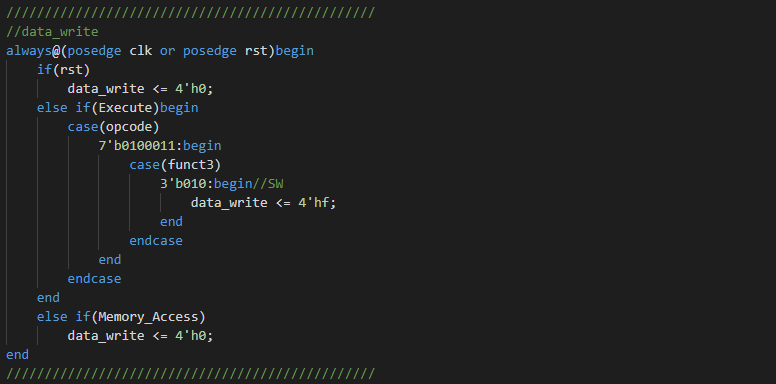 ////////////////////////////////////////////////
//data_write
always@(posedge clk or posedge rst)begin
    if(rst)
        data_write <= 4'h0;
    else if(Execute)begin
        case(opcode)
            7'b0100011:begin
                case(funct3)
                    3'b010:begin//SW
                        data_write <= 4'hf;
                    end
                endcase
            end
        endcase
    end
    else if(Memory_Access)
        data_write <= 4'h0;
end
////////////////////////////////////////////////